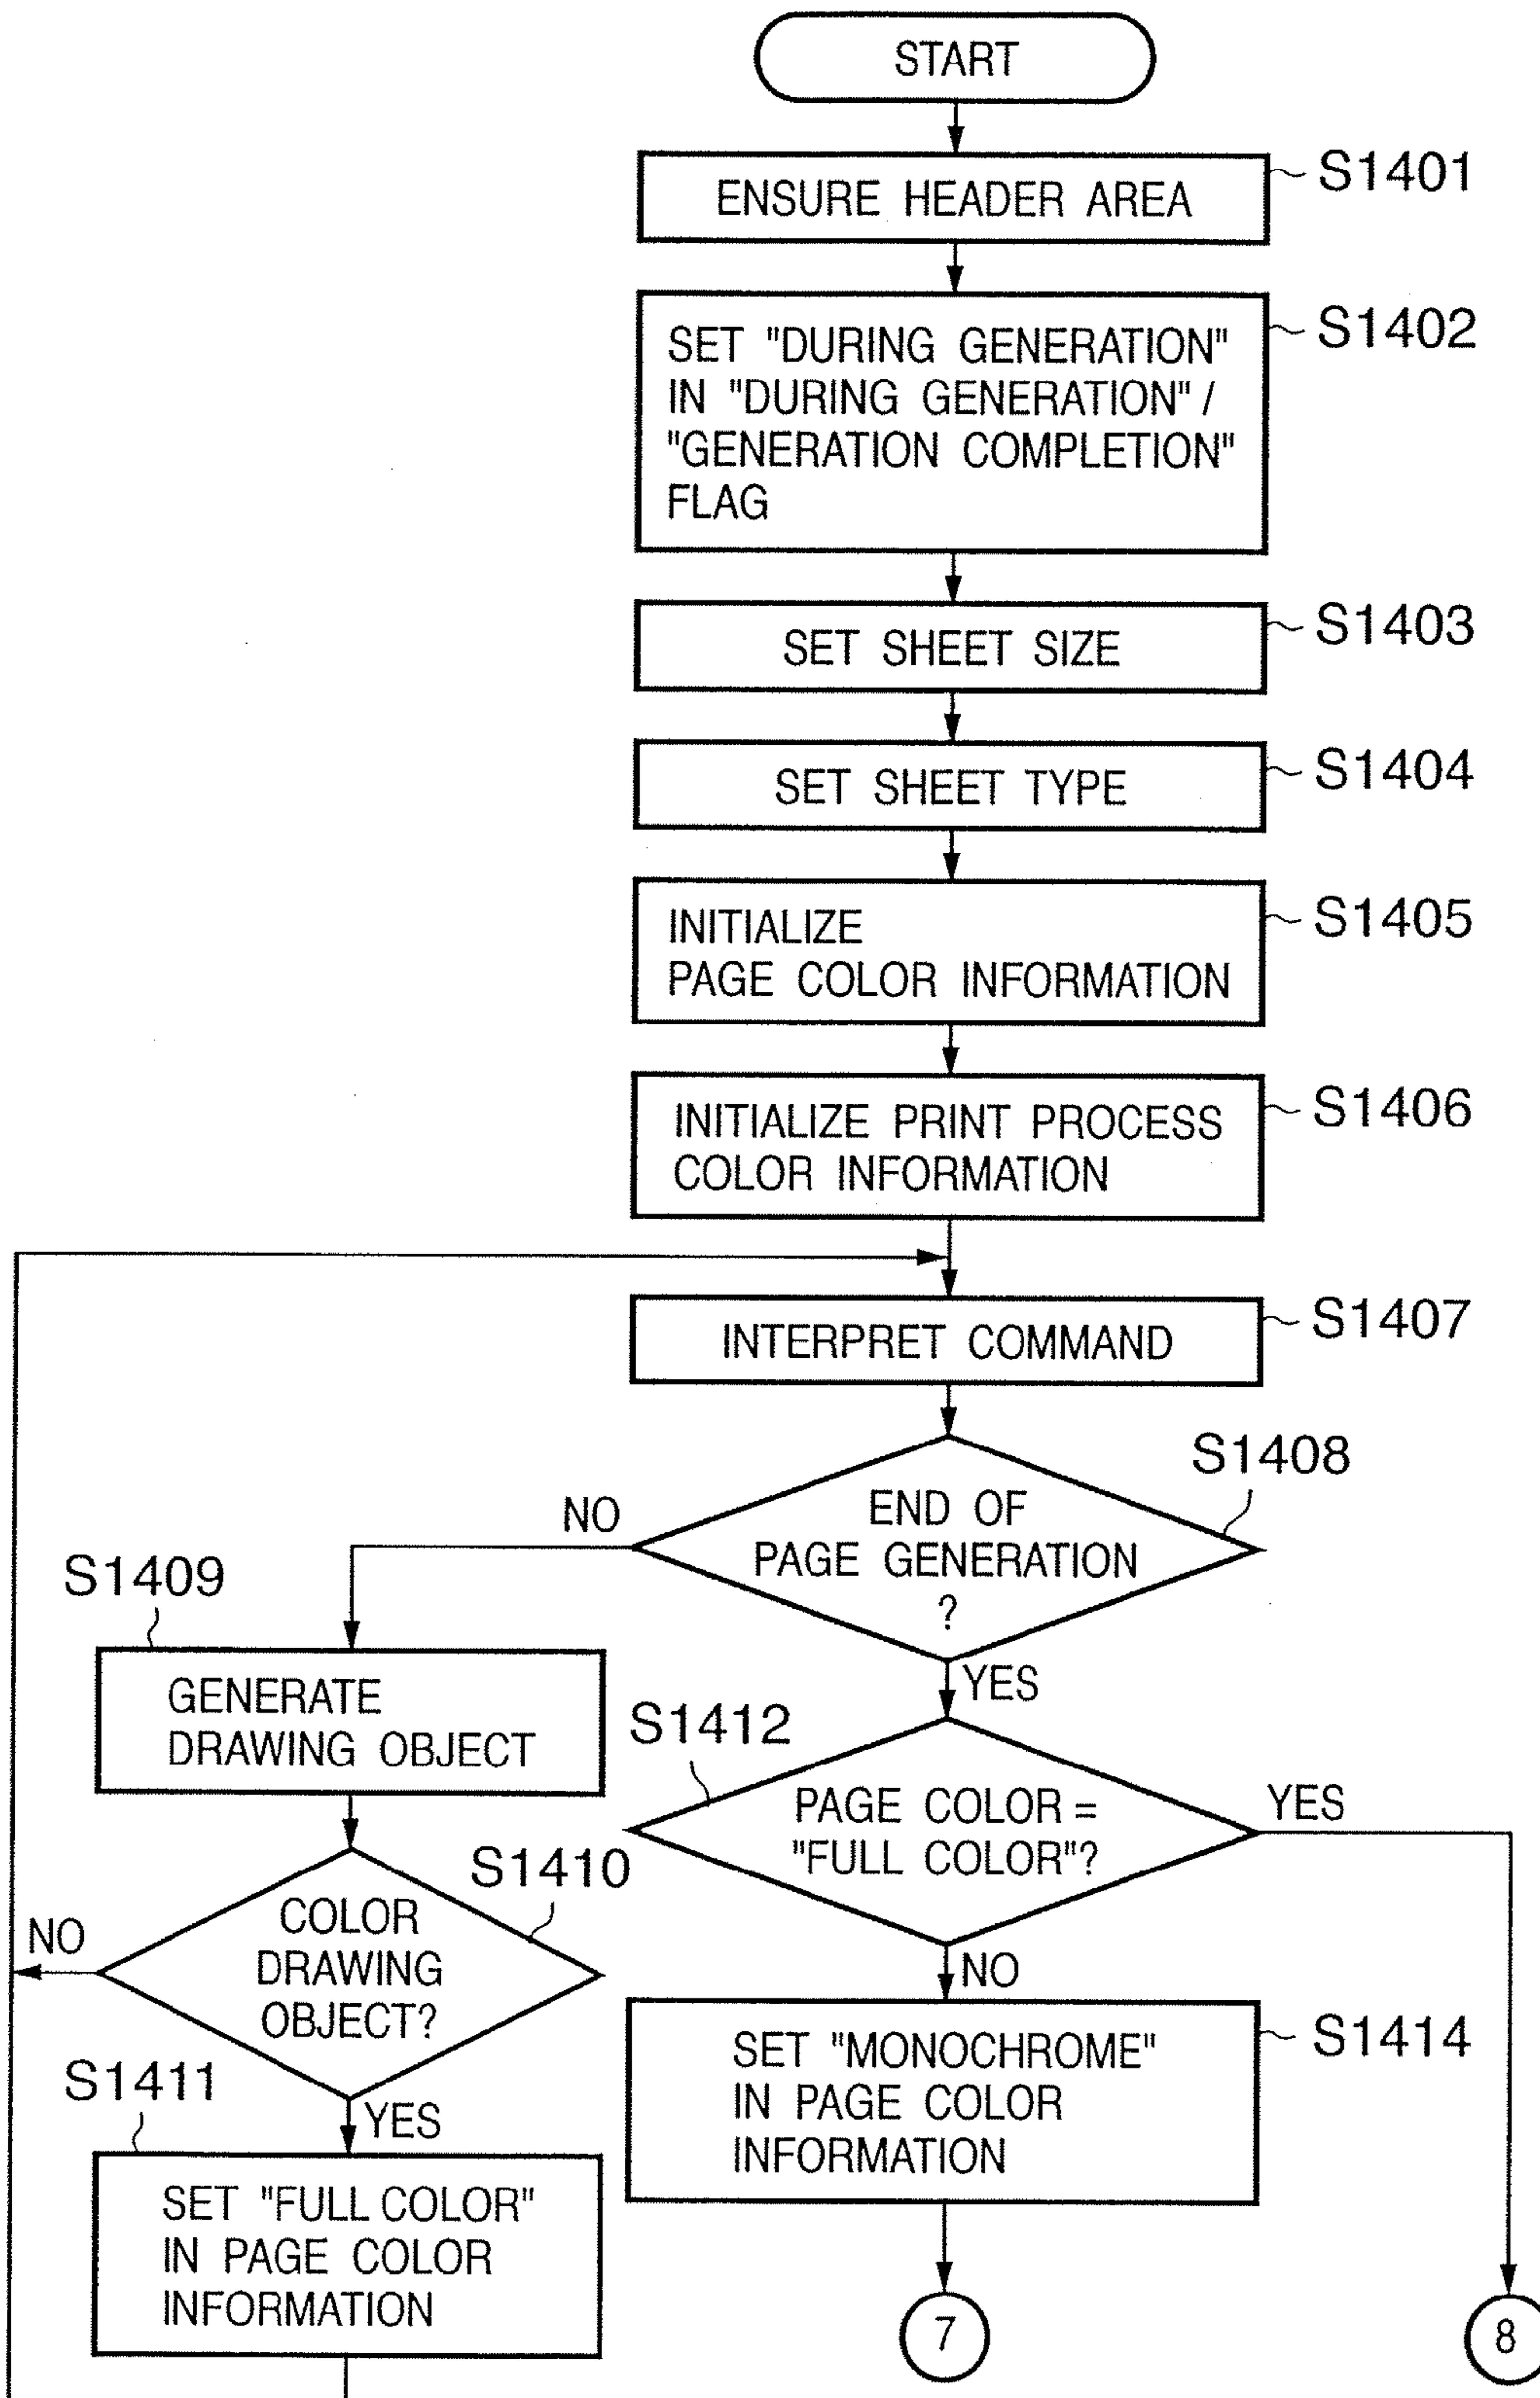 START
ENSURE HEADER AREA
S1401
SET "DURING GENERATION"
IN "DURING GENERATION" /
"GENERATION COMPLETION"
FLAG
S1402
SET SHEET SIZE
S1403
SET SHEET TYPE
S1404
INITIALIZE
PAGE COLOR INFORMATION
S1405
INITIALIZE PRINT PROCESS
COLOR INFORMATION
S1406
INTERPRET COMMAND
S1407
S1408
END OF
PAGE GENERATION
?
NO
YES
S1409
GENERATE
DRAWING OBJECT
S1412
PAGE COLOR =
"FULL COLOR"?
YES
NO
S1410
COLOR
DRAWING
OBJECT?
NO
YES
S1414
SET "MONOCHROME"
IN PAGE COLOR
INFORMATION
S1411
SET "FULL COLOR"
IN PAGE COLOR
INFORMATION
7
8